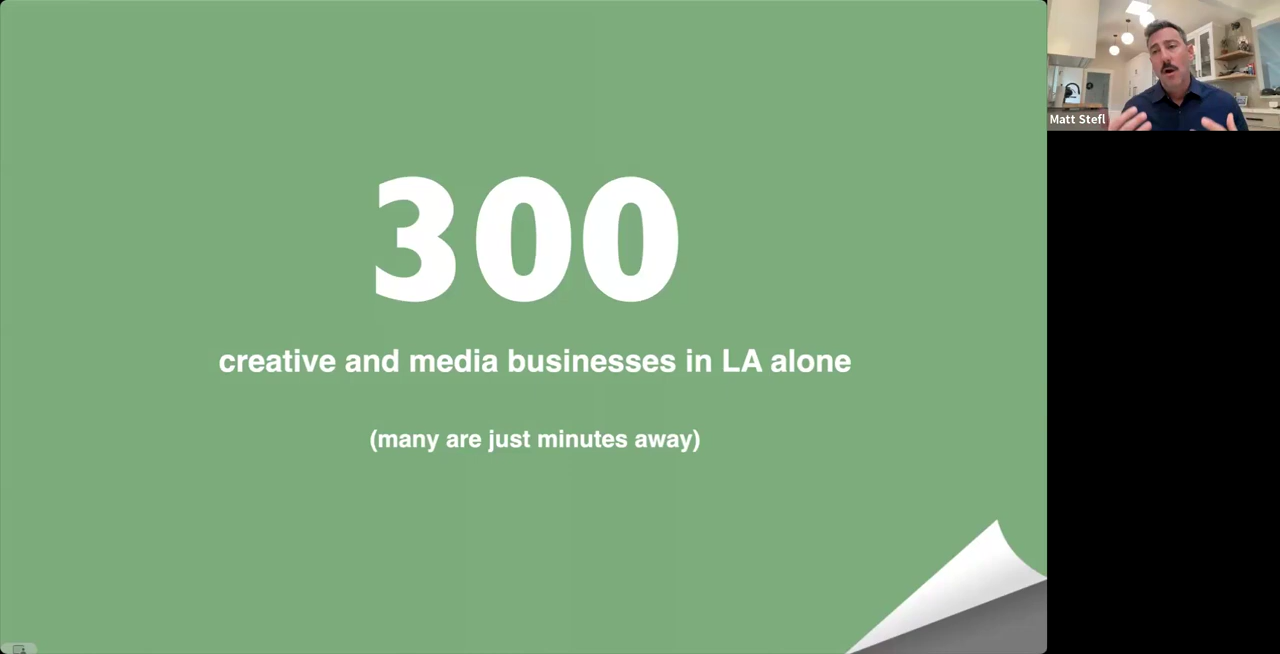 300
creative and media businesses in LA alone
(many are just minutes away)
Matt Stefl